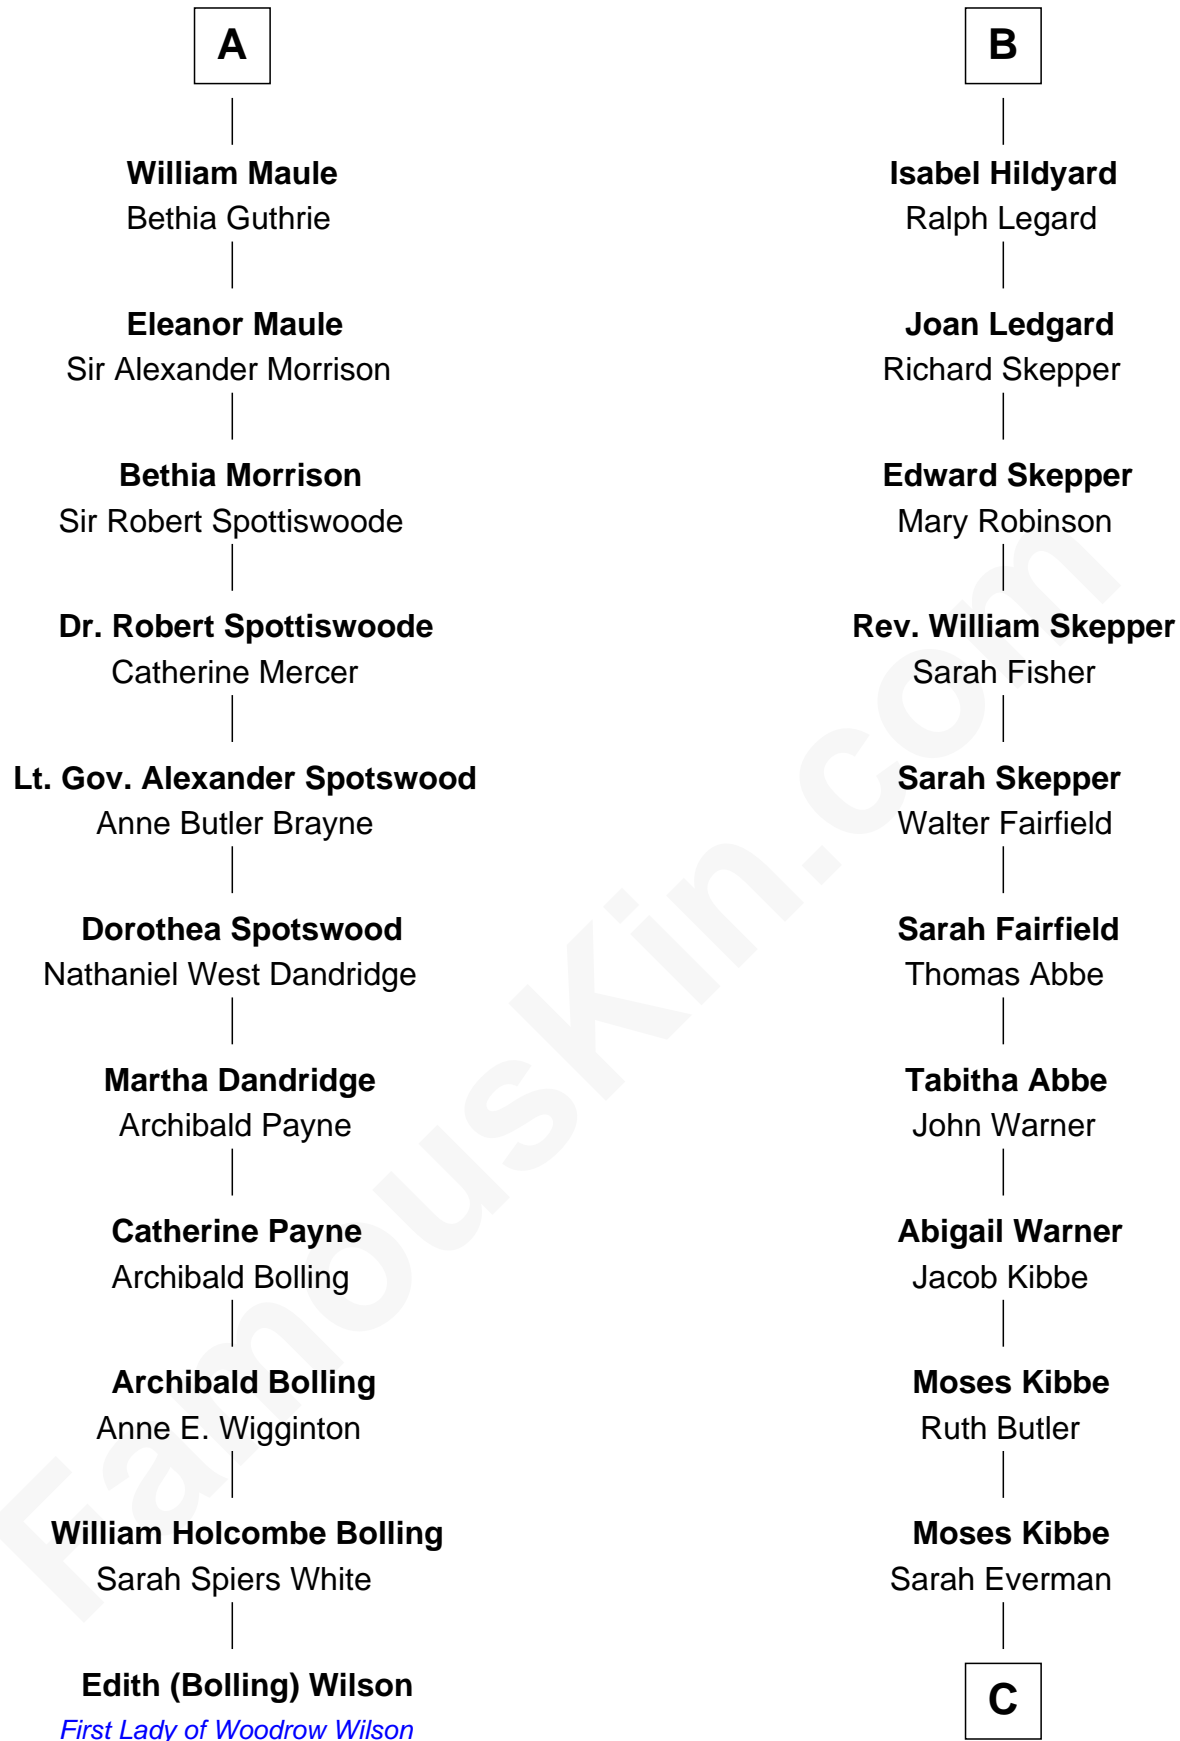 A
William Maule
Bethia Guthrie
Eleanor Maule
Sir Alexander Morrison
Bethia Morrison
Sir Robert Spottiswoode
Dr. Robert Spottiswoode
Catherine Mercer
Lt. Gov. Alexander Spotswood
Anne Butler Brayne
Dorothea Spotswood
Nathaniel West Dandridge
Martha Dandridge
Archibald Payne
Catherine Payne
Archibald Bolling
Archibald Bolling
Anne E. Wigginton
William Holcombe Bolling
Sarah Spiers White
Edith (Bolling) Wilson
First Lady of Woodrow Wilson
B
Isabel Hildyard
Ralph Legard
Joan Ledgard
Richard Skepper
Edward Skepper
Mary Robinson
Rev. William Skepper
Sarah Fisher
Sarah Skepper
Walter Fairfield
Sarah Fairfield
Thomas Abbe
Tabitha Abbe
John Warner
Abigail Warner
Jacob Kibbe
Moses Kibbe
Ruth Butler
Moses Kibbe
Sarah Everman
C
FamousKin.com